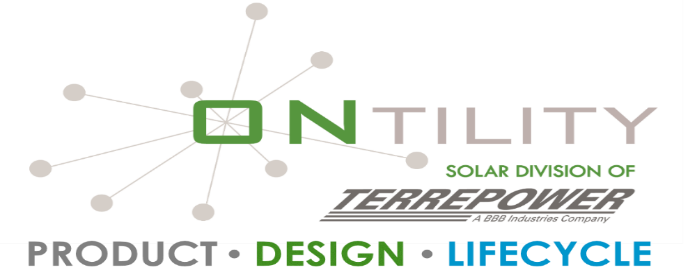 ONTILITY
SOLAR DIVISION OF
TERREPOWER
A BBB Industries Company
PRODUCT • DESIGN • LIFECYCLE